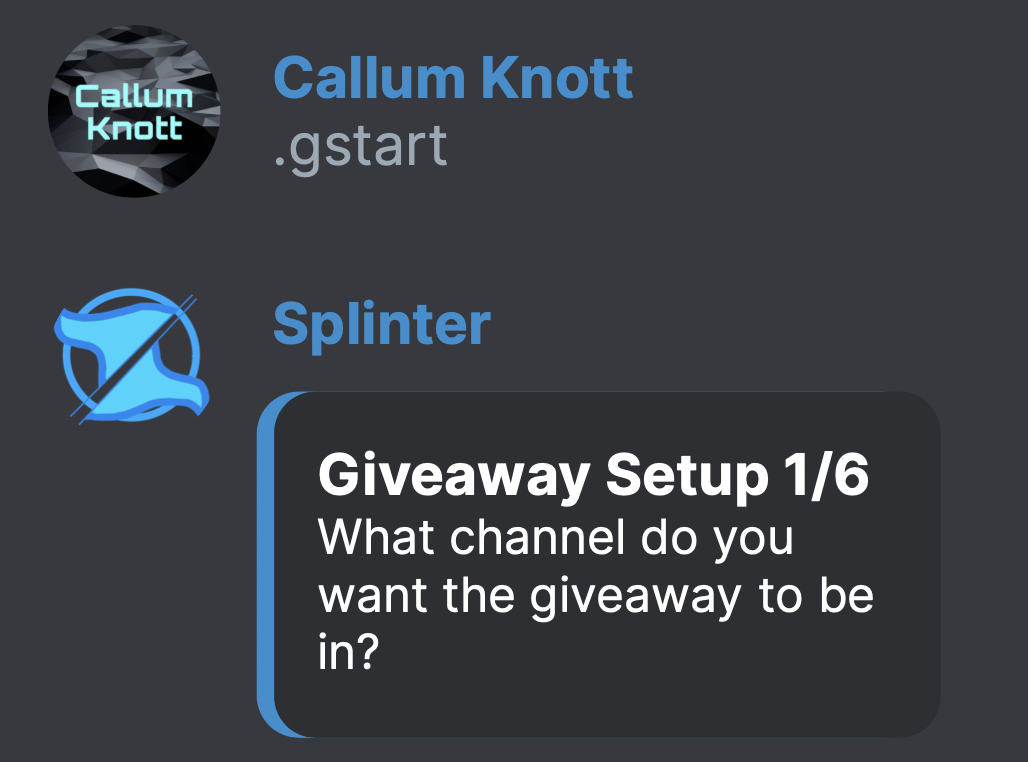 Callum
Knott
Callum Knott
.gstart
Splinter
Giveaway Setup 1/6
What channel do you
want the giveaway to be
in?